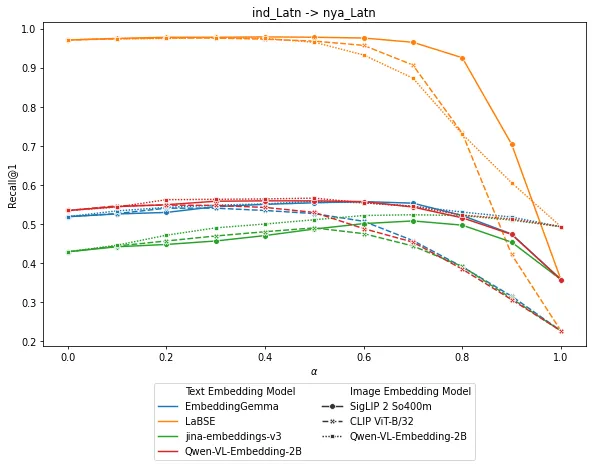 ind_Latn -> nya_Latn
1.0
0.9
0.8
0.7
0.6
0.5
0.4
0.3
0.2
Recall@1
0.0 0.2 0.4 0.6 0.8 1.0
α
Text Embedding Model Image Embedding Model
EmbeddingGemma SigLIP 2 So400m
LaBSE CLIP ViT-B/32
jina-embeddings-v3 Qwen-VL-Embedding-2B
Qwen-VL-Embedding-2B